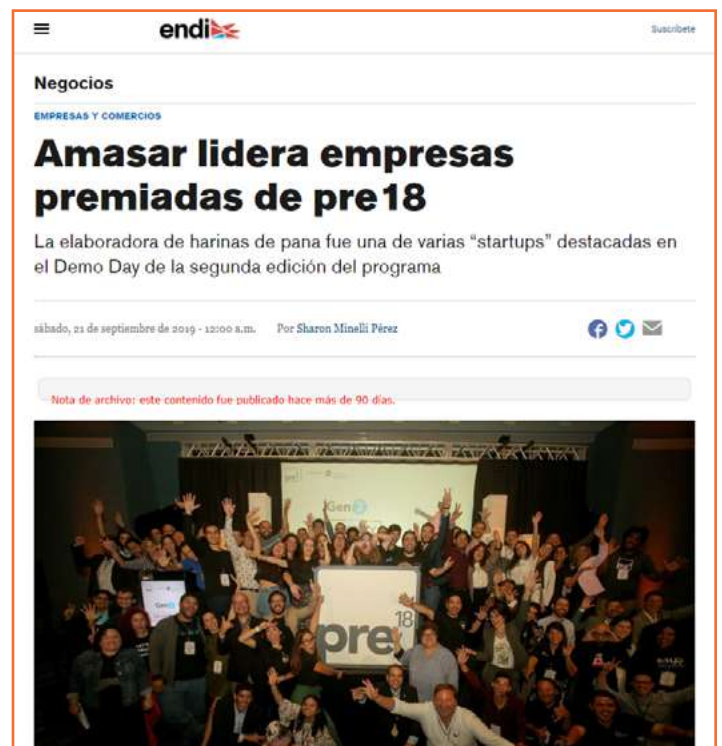 endi
Suscríbete
Negocios
EMPRESAS Y COMERCIOS
Amasar lidera empresas
premiadas de pre18
La elaboradora de harinas de pana fue una de varias “startups” destacadas en
el Demo Day de la segunda edición del programa
sábado, 21 de septiembre de 2019 - 12:00 a.m. Por Sharon Minelli Pérez
Nota de archivo: este contenido fue publicado hace más de 90 días.
Gen2
Gen2
pre18